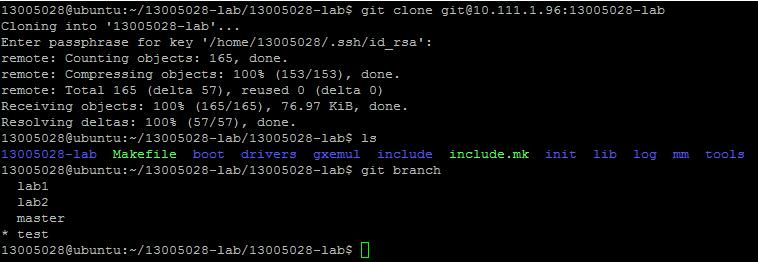 13005028@ubuntu:~/13005028-lab/13005028-lab$ git clone git@10.111.1.96:13005028-lab
Cloning into '13005028-lab'...
Enter passphrase for key '/home/13005028/.ssh/id_rsa':
remote: Counting objects: 165, done.
remote: Compressing objects: 100% (153/153), done.
remote: Total 165 (delta 57), reused 0 (delta 0)
Receiving objects: 100% (165/165), 76.97 KiB, done.
Resolving deltas: 100% (57/57), done.
13005028@ubuntu:~/13005028-lab/13005028-lab$ ls
13005028-lab  Makefile  boot  drivers  gxemul  include  include.mk  init  lib  log  mm  tools
13005028@ubuntu:~/13005028-lab/13005028-lab$ git branch
  lab1
  lab2
  master
* test
13005028@ubuntu:~/13005028-lab/13005028-lab$